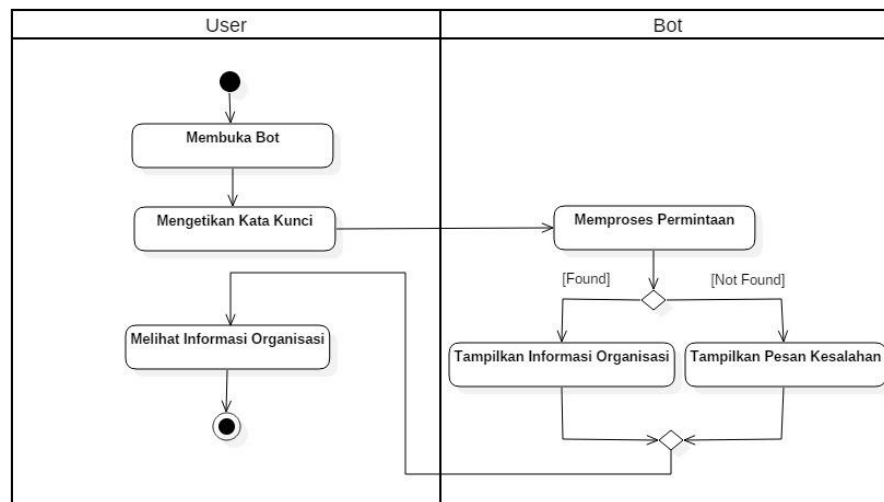 User
Bot
Membuka Bot
Mengetikan Kata Kunci
Memproses Permintaan
[Found]
[Not Found]
Melihat Informasi Organisasi
Tampilkan Informasi Organisasi
Tampilkan Pesan Kesalahan